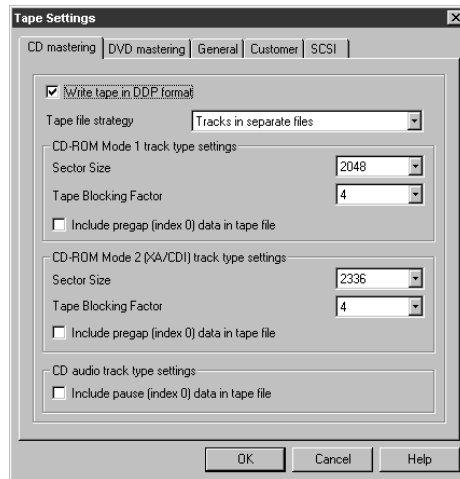 Tape Settings
CD mastering DVD mastering General Customer SCSI
Write tape in DDP format
Tape file strategy Tracks in separate files
CD-ROM Mode 1 track type settings
Sector Size 2048
Tape Blocking Factor 4
Include pregap (index 0) data in tape file
CD-ROM Mode 2 (XA/CDI) track type settings
Sector Size 2336
Tape Blocking Factor 4
Include pregap (index 0) data in tape file
CD audio track type settings
Include pause (index 0) data in tape file
OK Cancel Help